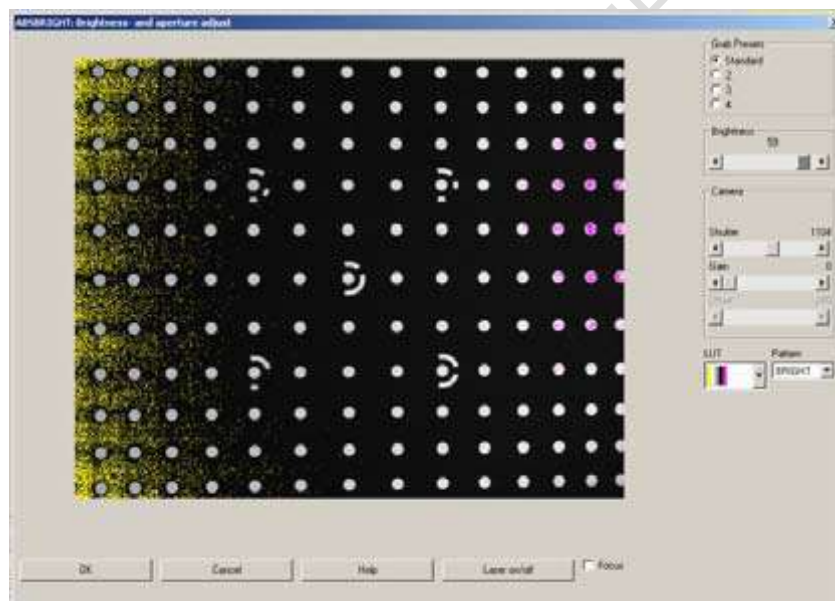 ABSBRIGHT: Brightness- and aperture adjust
Grab Presets
Standard
2
3
4
Brightness
59
Camera
Shutter
1104
Gain
0
LUT
Pattern
BRIGHT
OK
Cancel
Help
Laser on/off
Focus